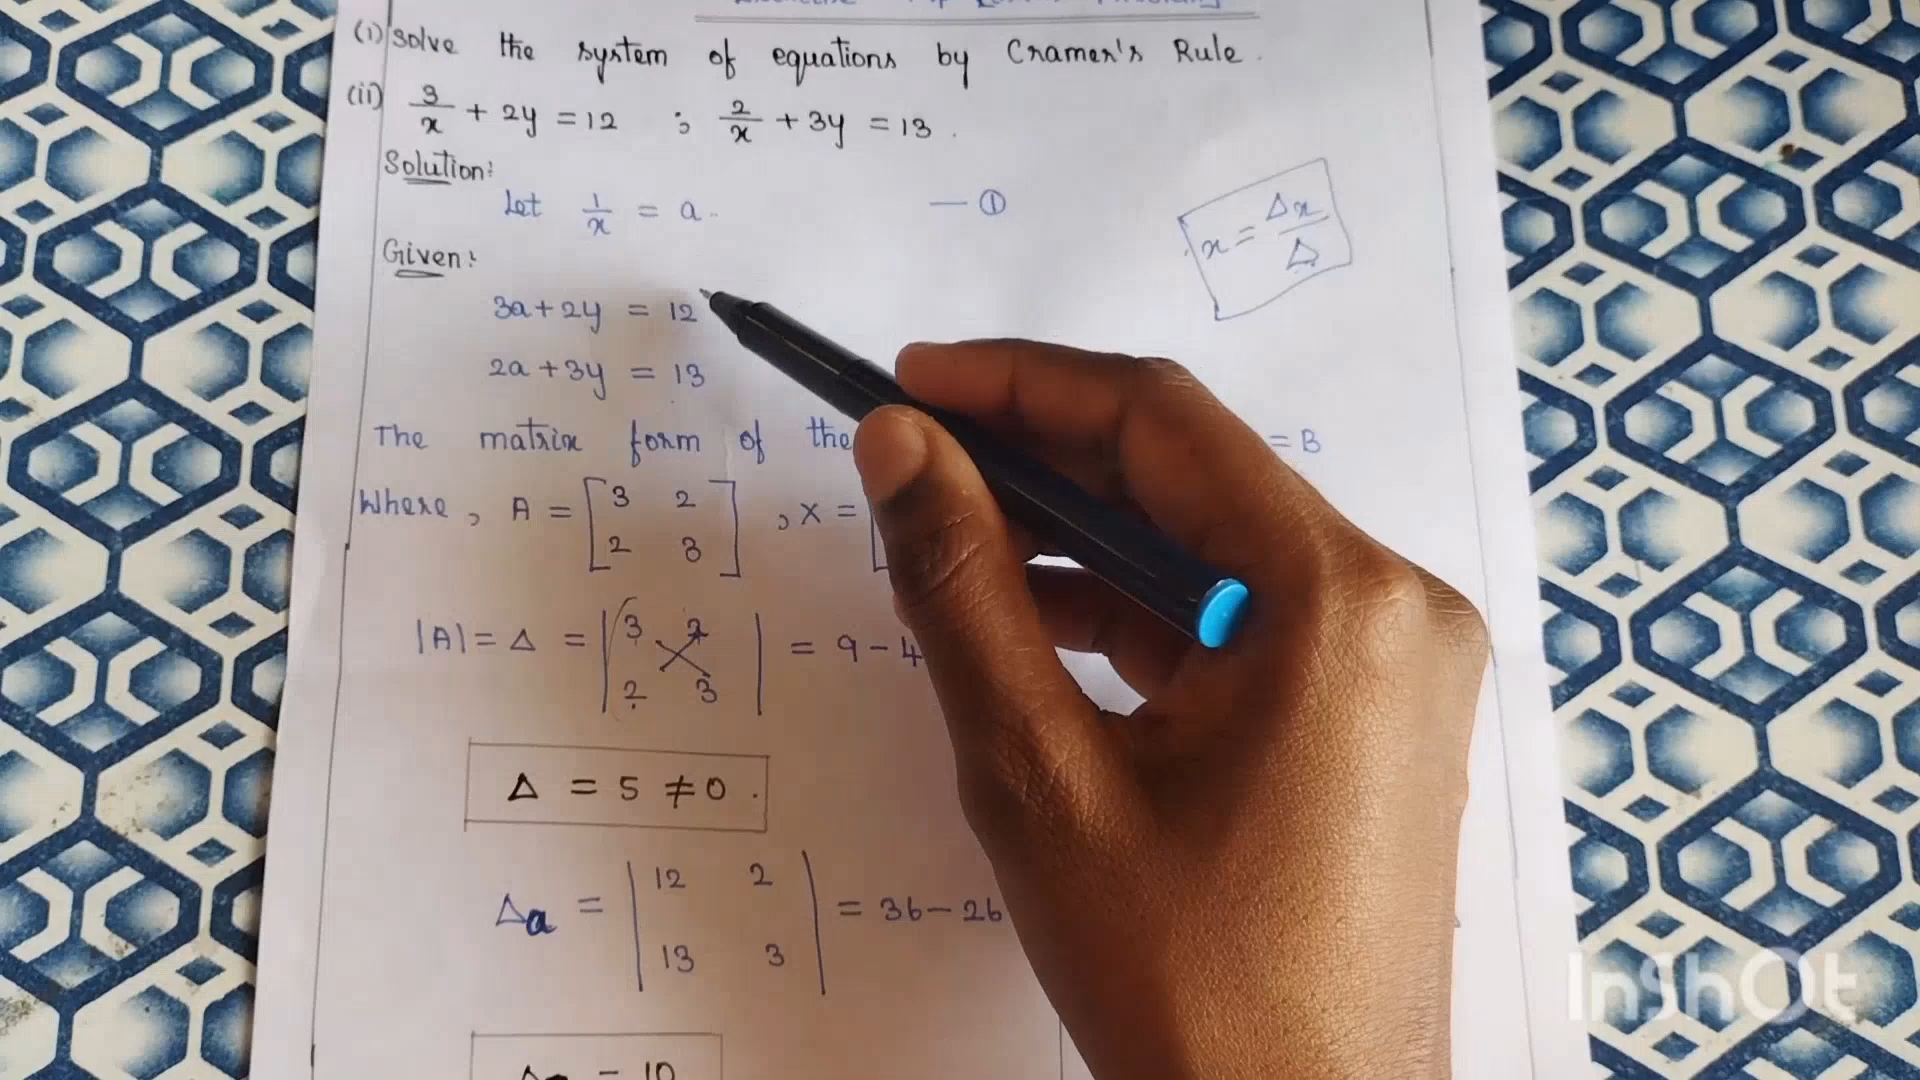 (i) Solve the system of equations by Cramer's Rule.
(ii) 3/x + 2y = 12 ; 2/x + 3y = 13.
Solution:
Let 1/x = a.. — ①
x = Δx/Δ
Given:
3a + 2y = 12
2a + 3y = 13
The matrix form of the = B
Where, A = [3 2
2 3] , X = [
|A| = Δ = |3 2
2 3| = 9 - 4
Δ = 5 ≠ 0.
Δa = |12 2
13 3| = 36 - 26
= 10
InShOt